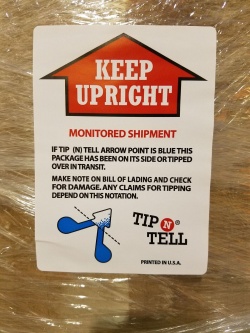 KEEP
UPRIGHT
MONITORED SHIPMENT
IF TIP (N) TELL ARROW POINT IS BLUE THIS
PACKAGE HAS BEEN ON ITS SIDE OR TIPPED
OVER IN TRANSIT.
MAKE NOTE ON BILL OF LADING AND CHECK
FOR DAMAGE. ANY CLAIMS FOR TIPPING
DEPEND ON THIS NOTATION.
TIP N®
TELL
PRINTED IN U.S.A.